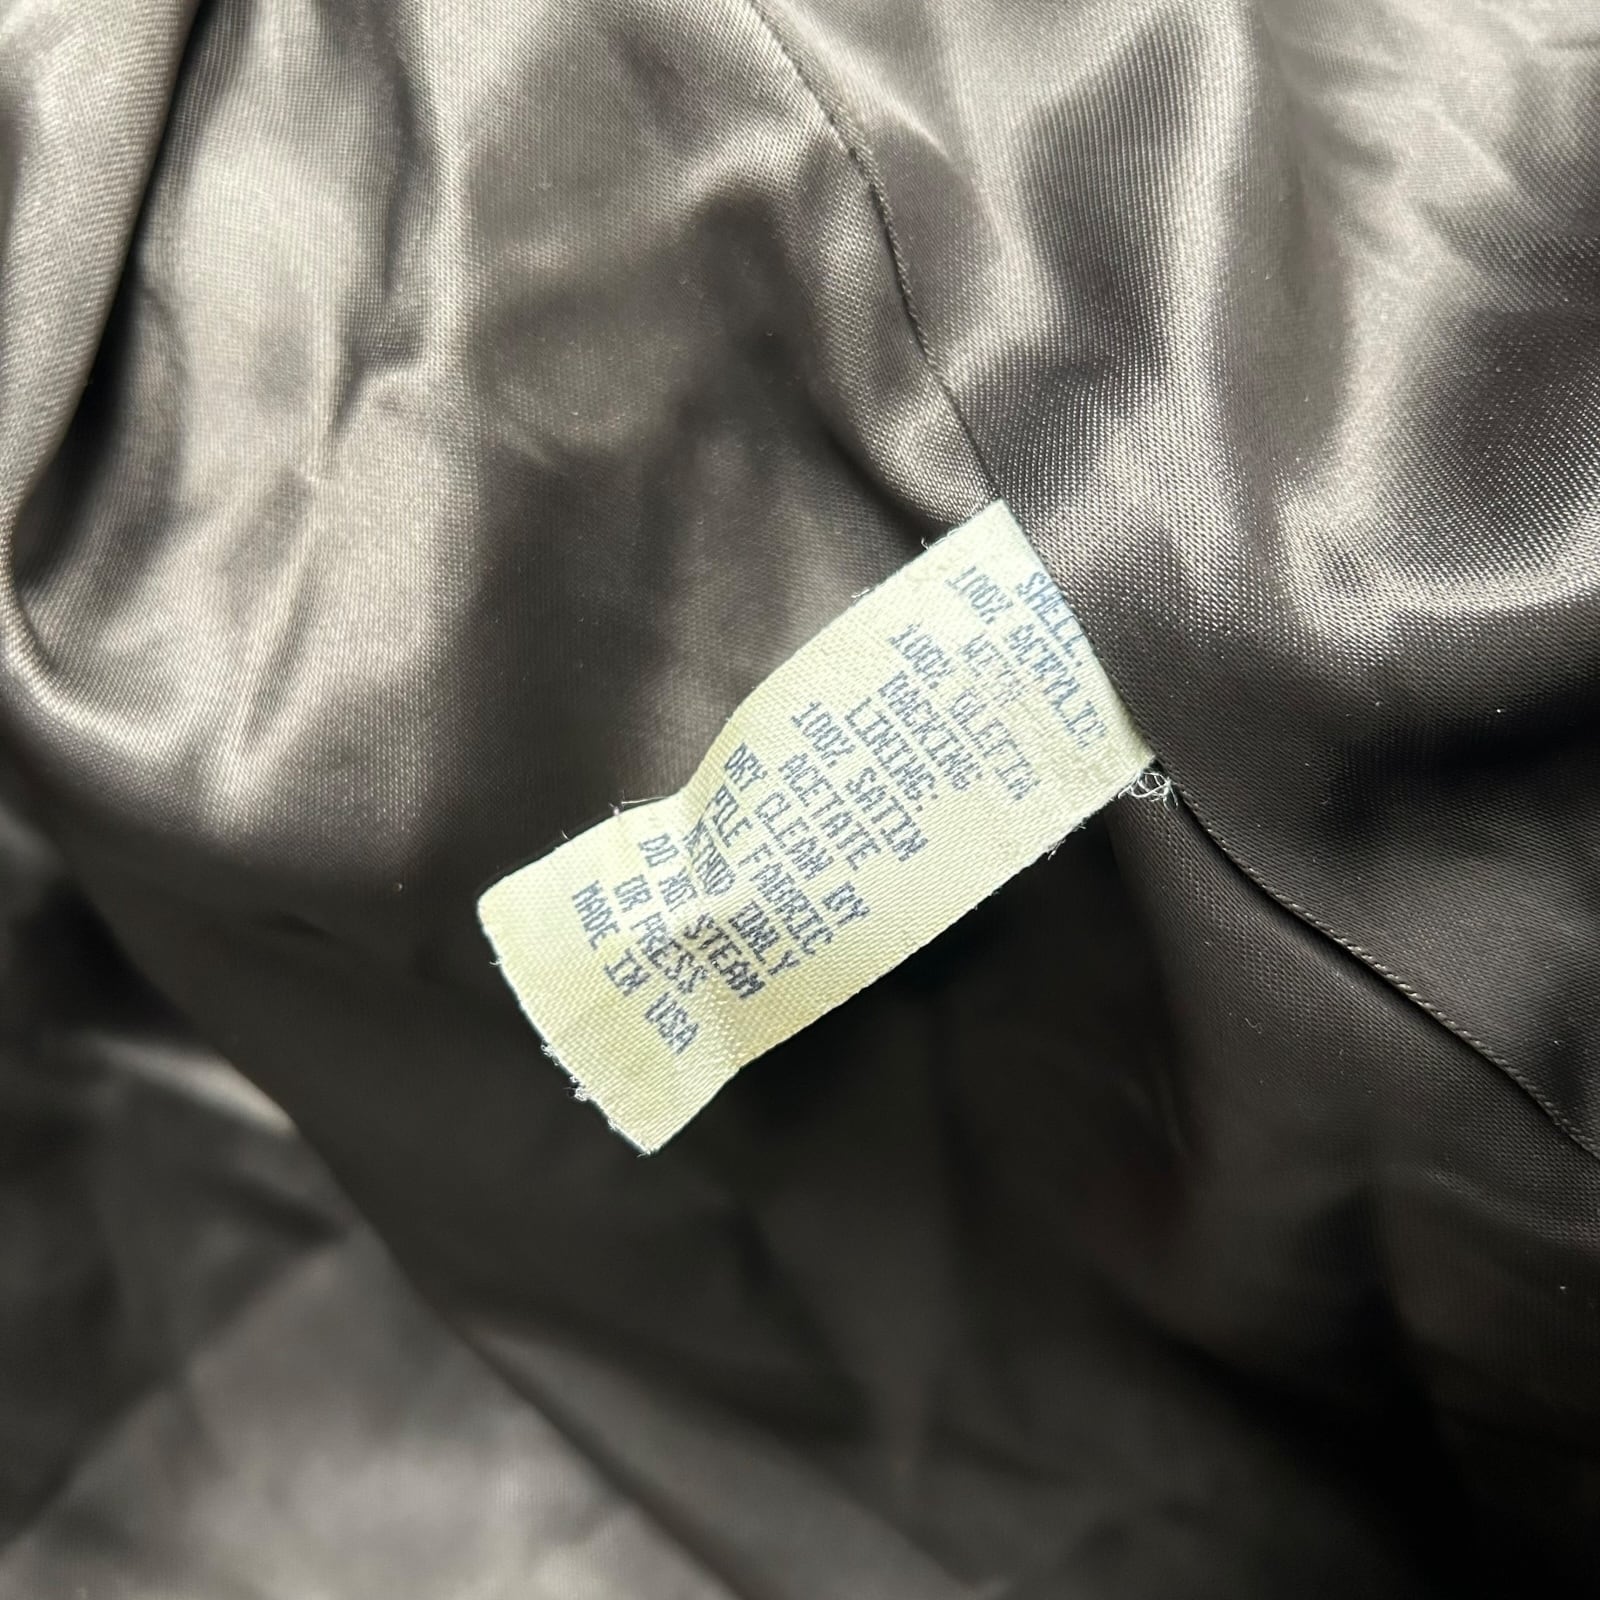 SHELL
100% ACRYLIC
WITH
100% OLEFIN
BACKING
LINING:
100% SATIN
ACETATE
DRY CLEAN BY
PILE FABRIC
METHOD ONLY
DO NOT STEAM
OR PRESS
MADE IN USA